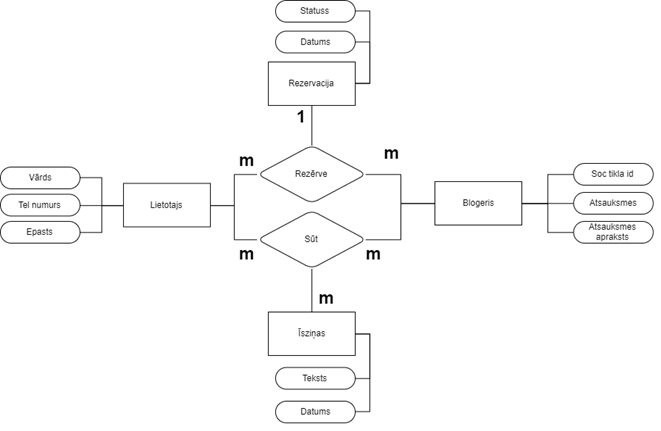 Statuss
Datums
Rezervacija
1
m
Rezērve
m
Vārds
Tel numurs
Epasts
Lietotajs
Blogeris
Soc tikla id
Atsauksmes
Atsauksmes
apraksts
m
Sūt
m
m
Īsziņas
Teksts
Datums